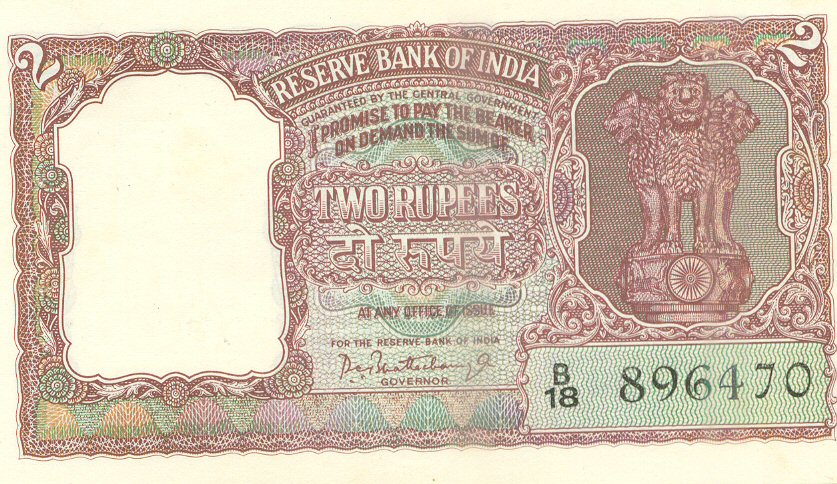 2
2
RESERVE BANK OF INDIA
GUARANTEED BY THE CENTRAL GOVERNMENT
I PROMISE TO PAY THE BEARER
ON DEMAND THE SUM OF
TWO RUPEES
दो रूपये
AT ANY OFFICE OF ISSUE
FOR THE RESERVE BANK OF INDIA
GOVERNOR
B
18 896470